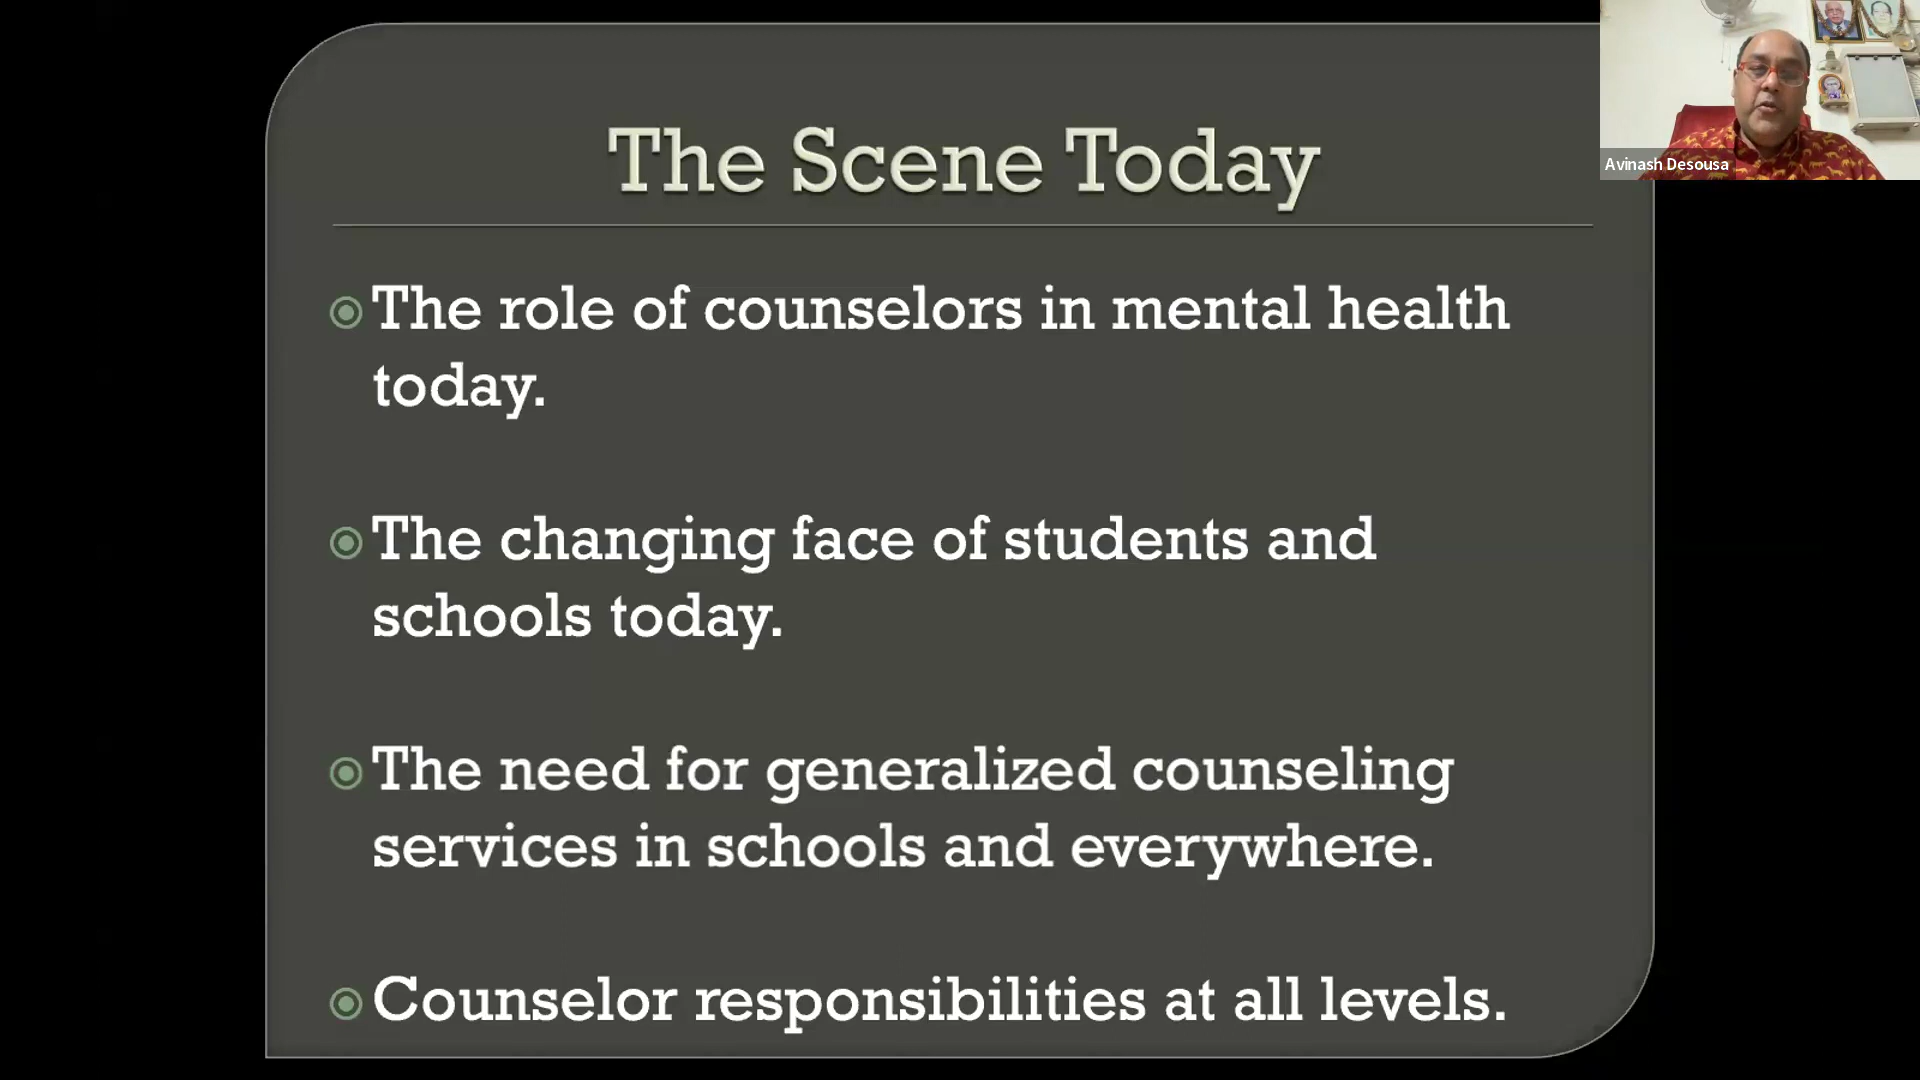 The Scene Today
The role of counselors in mental health
today.
The changing face of students and
schools today.
The need for generalized counseling
services in schools and everywhere.
Counselor responsibilities at all levels.
Avinash Desousa